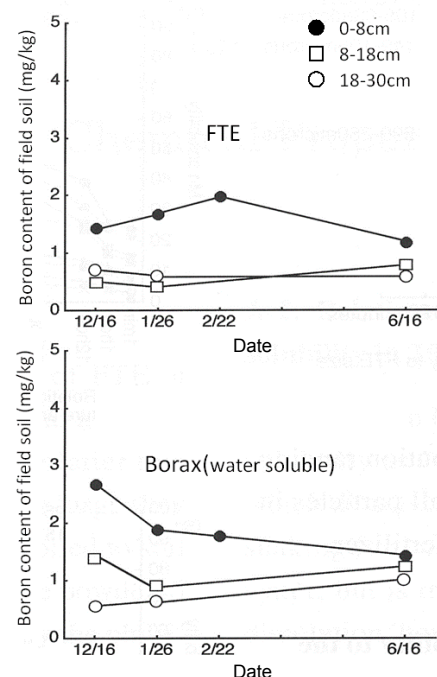 0-8cm
8-18cm
18-30cm
Boron content of field soil (mg/kg)
5
4
3
2
1
0
FTE
12/16 1/26 2/22 6/16
Date
Boron content of field soil (mg/kg)
5
4
3
2
1
0
Borax(water soluble)
12/16 1/26 2/22 6/16
Date